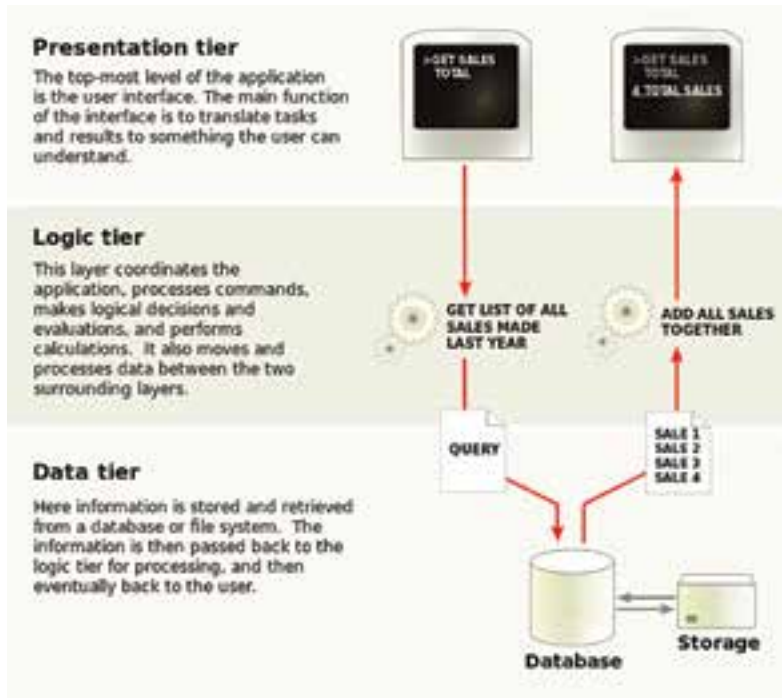 Presentation tier
The top-most level of the application
is the user interface. The main function
of the interface is to translate tasks
and results to something the user can
understand.
>GET SALES
TOTAL
>GET SALES
TOTAL
4 TOTAL SALES
Logic tier
This layer coordinates the
application, processes commands,
makes logical decisions and
evaluations, and performs
calculations. It also moves and
processes data between the two
surrounding layers.
GET LIST OF ALL
SALES MADE
LAST YEAR
ADD ALL SALES
TOGETHER
Data tier
Here information is stored and retrieved
from a database or file system. The
information is then passed back to the
logic tier for processing, and then
eventually back to the user.
QUERY
SALE 1
SALE 2
SALE 3
SALE 4
Database
Storage